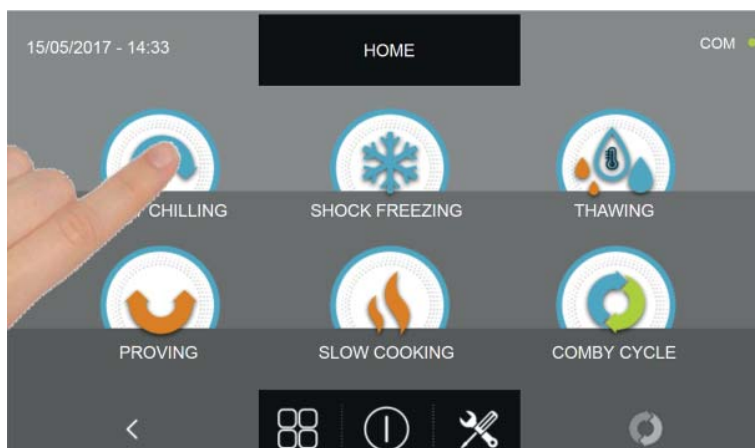 15/05/2017 - 14:33
HOME
COM
CHILLING
SHOCK FREEZING
THAWING
PROVING
SLOW COOKING
COMBY CYCLE